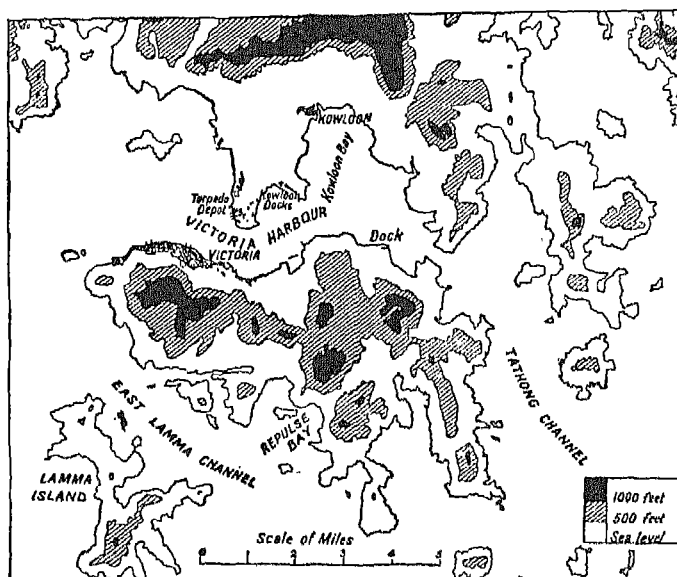 KOWLOON
Kowloon Bay
Kowloon
Docks
Torpedo
Depot
VICTORIA HARBOUR
VICTORIA
Dock
TATHONG CHANNEL
EAST LAMMA CHANNEL
REPULSE
BAY
LAMMA
ISLAND
1000 feet
500 feet
Sea level
Scale of Miles
0 1 2 3 4 5